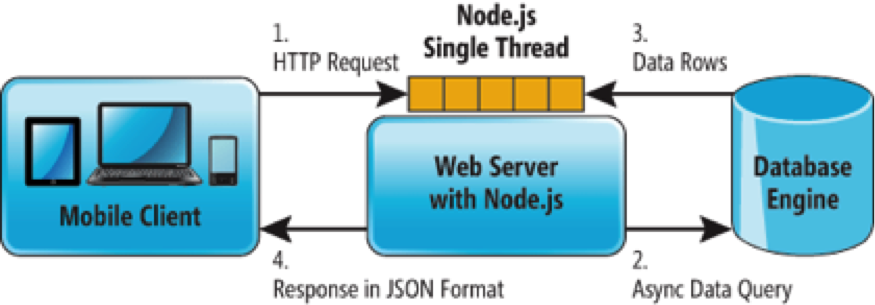 Node.js
Single Thread
1.
HTTP Request
3.
Data Rows
Mobile Client
Web Server
with Node.js
Database
Engine
4.
Response in JSON Format
2.
Async Data Query